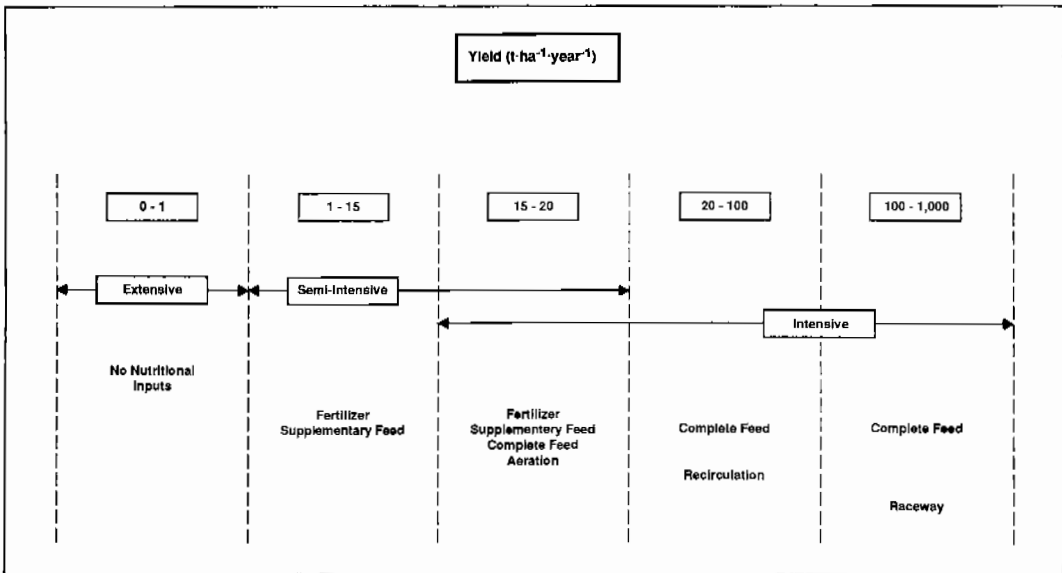 Yield (t·ha⁻¹·year⁻¹)
0 - 1
1 - 15
15 - 20
20 - 100
100 - 1,000
Extensive
Semi-Intensive
Intensive
No Nutritional
Inputs
Fertilizer
Supplementary Feed
Fertilizer
Supplementery Feed
Complete Feed
Aeration
Complete Feed
Recirculation
Complete Feed
Raceway